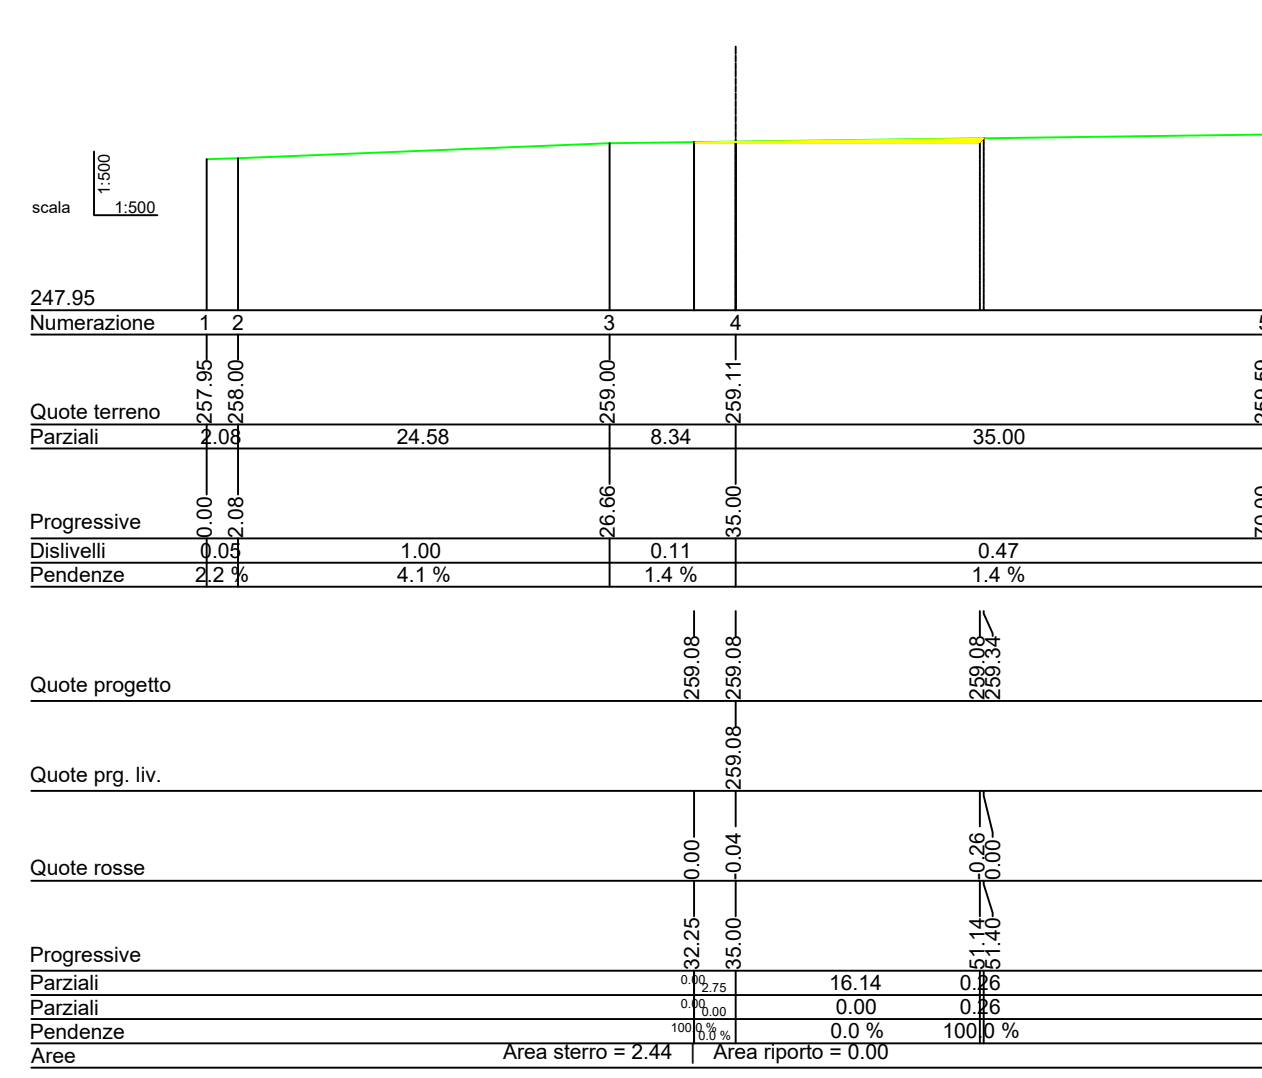 1:500
scala 1:500
247.95
Numerazione 1 2 3 4
Quote terreno 257.95 258.00 259.00 259.11 259.59
Parziali 2.08 24.58 8.34 35.00
Progressive 0.00 2.08 26.66 35.00 70.00
Dislivelli 0.05 1.00 0.11 0.47
Pendenze 2.2 % 4.1 % 1.4 % 1.4 %
Quote progetto 259.08 259.08 259.08 259.34
Quote prg. liv. 259.08
Quote rosse 0.00 -0.04 -0.26 0.00
Progressive 32.25 35.00 51.14 51.40
Parziali 0.00 2.75 16.14 0.26
Parziali 0.00 0.00 0.00 0.26
Pendenze 100.0 % 0.0 % 0.0 % 100.0 %
Aree Area sterro = 2.44 | Area riporto = 0.00